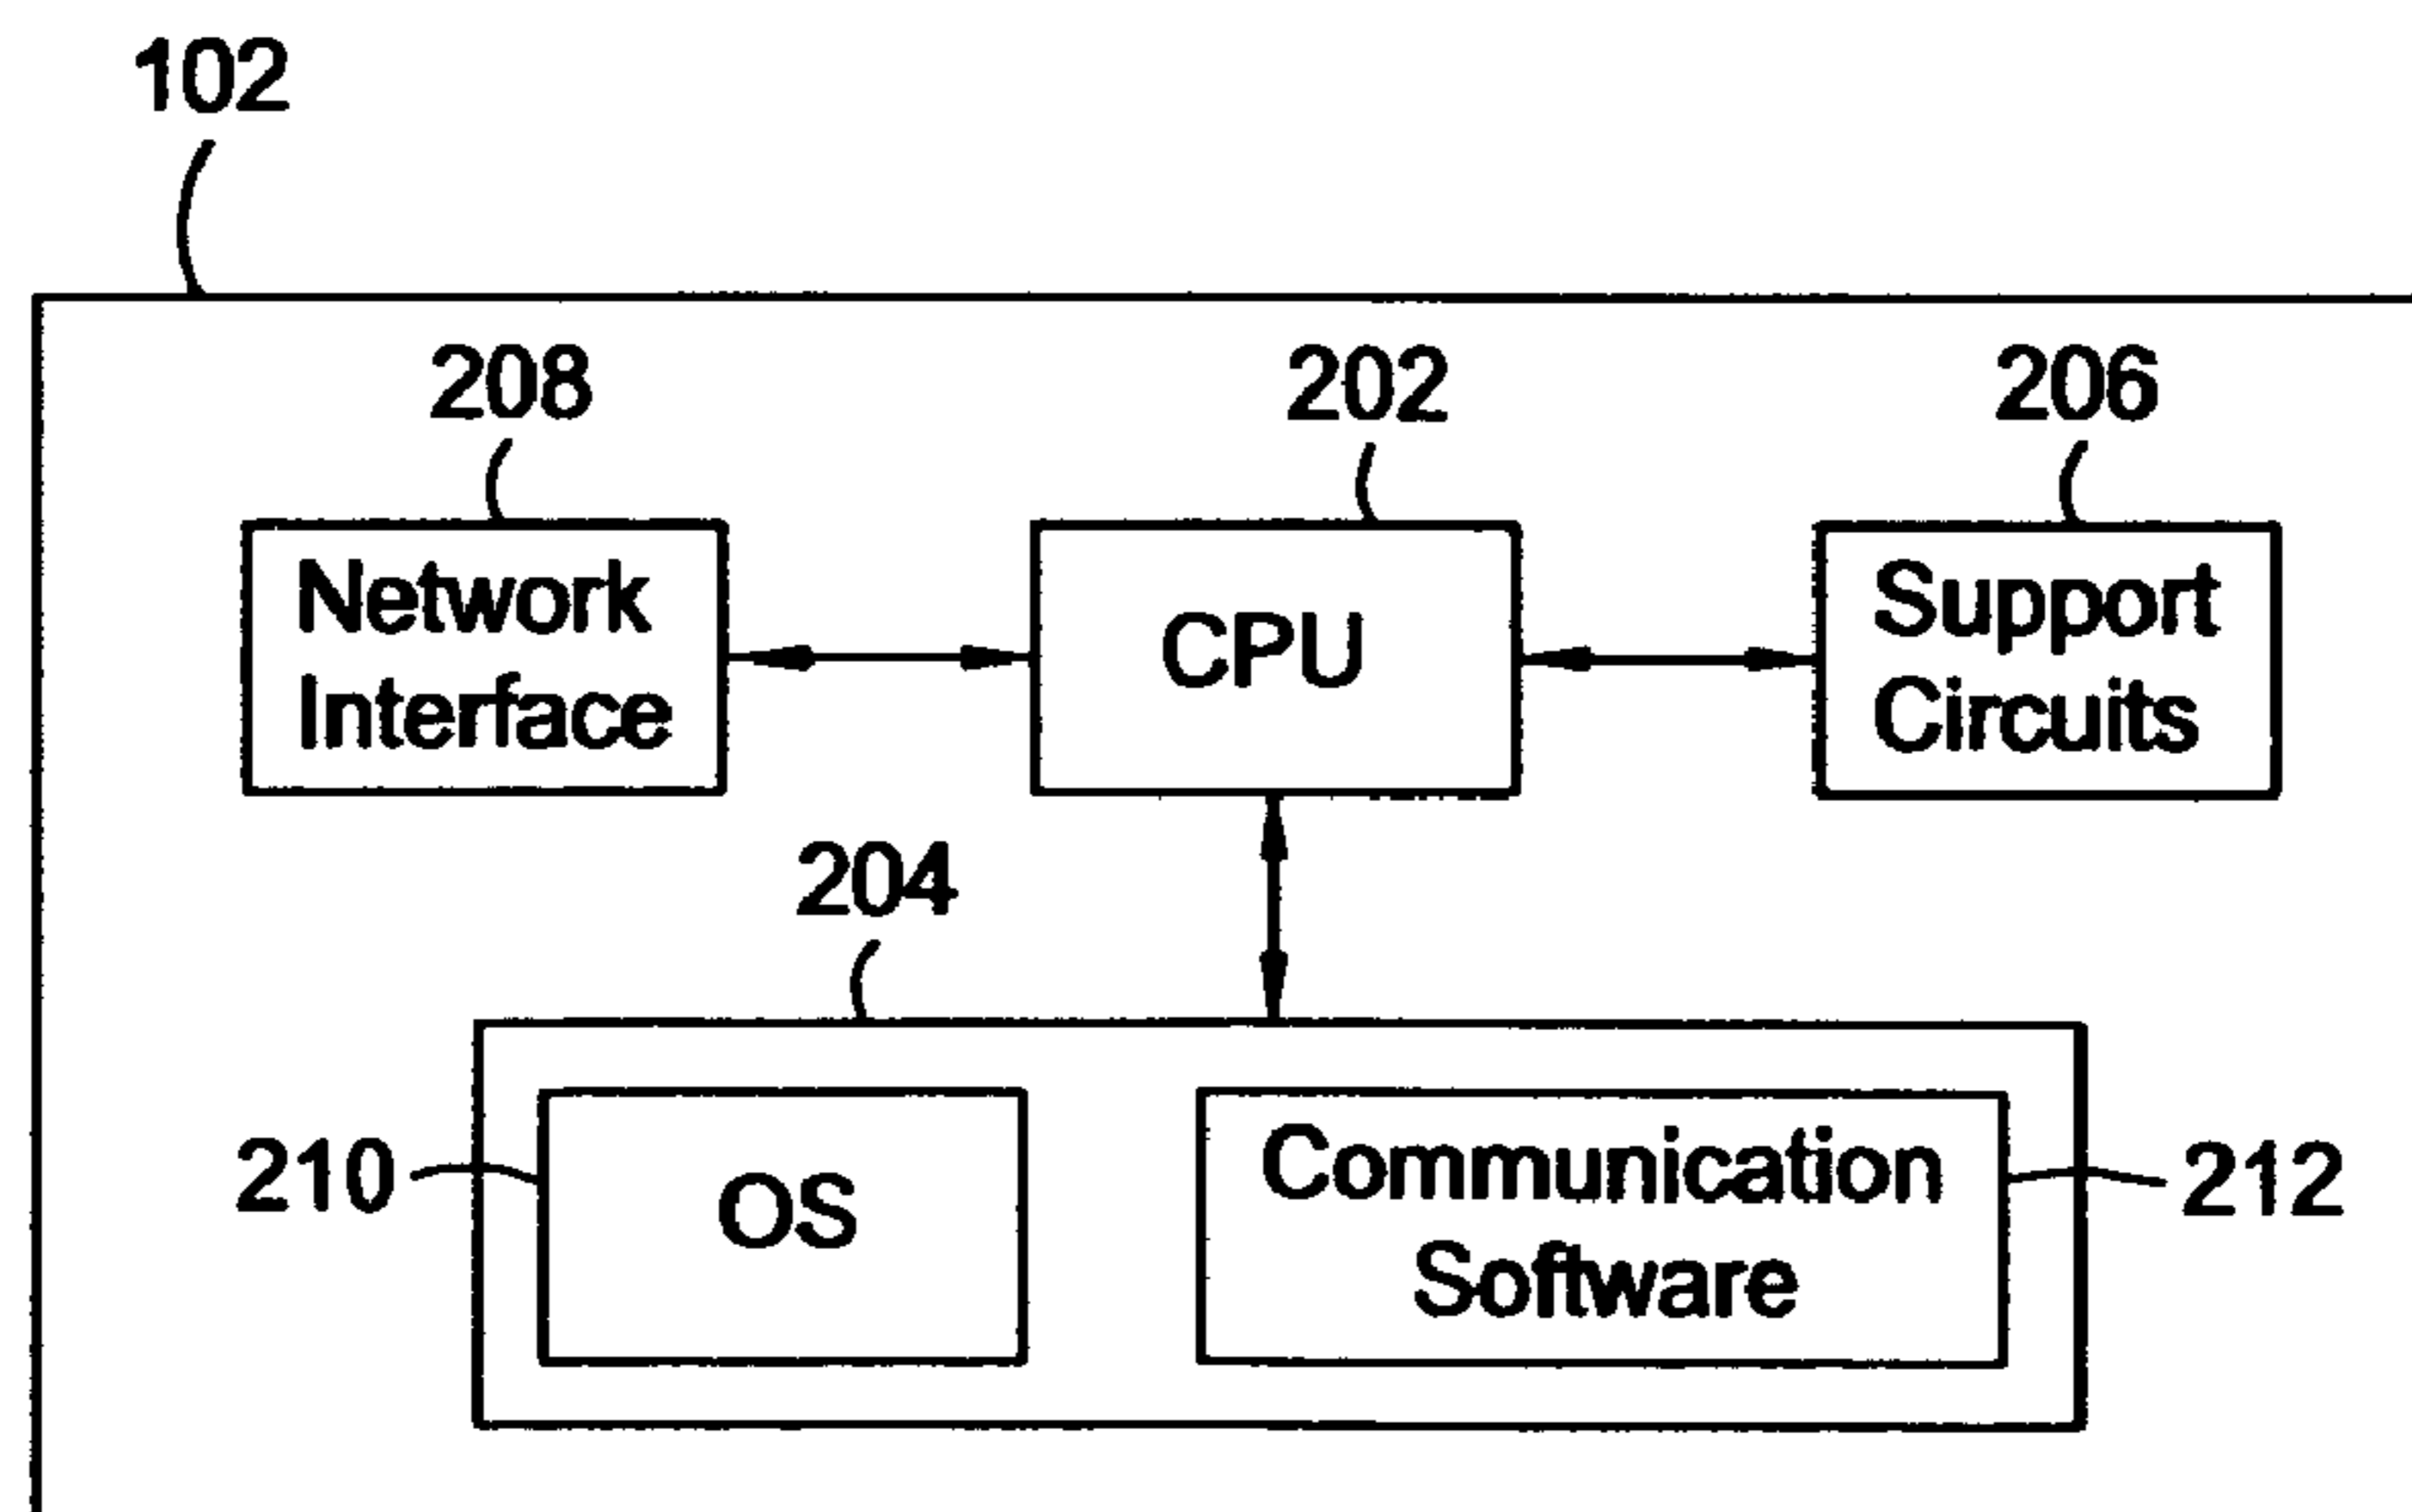 102
208
202
206
Network
Interface
CPU
Support
Circuits
204
210
OS
Communication
Software
212